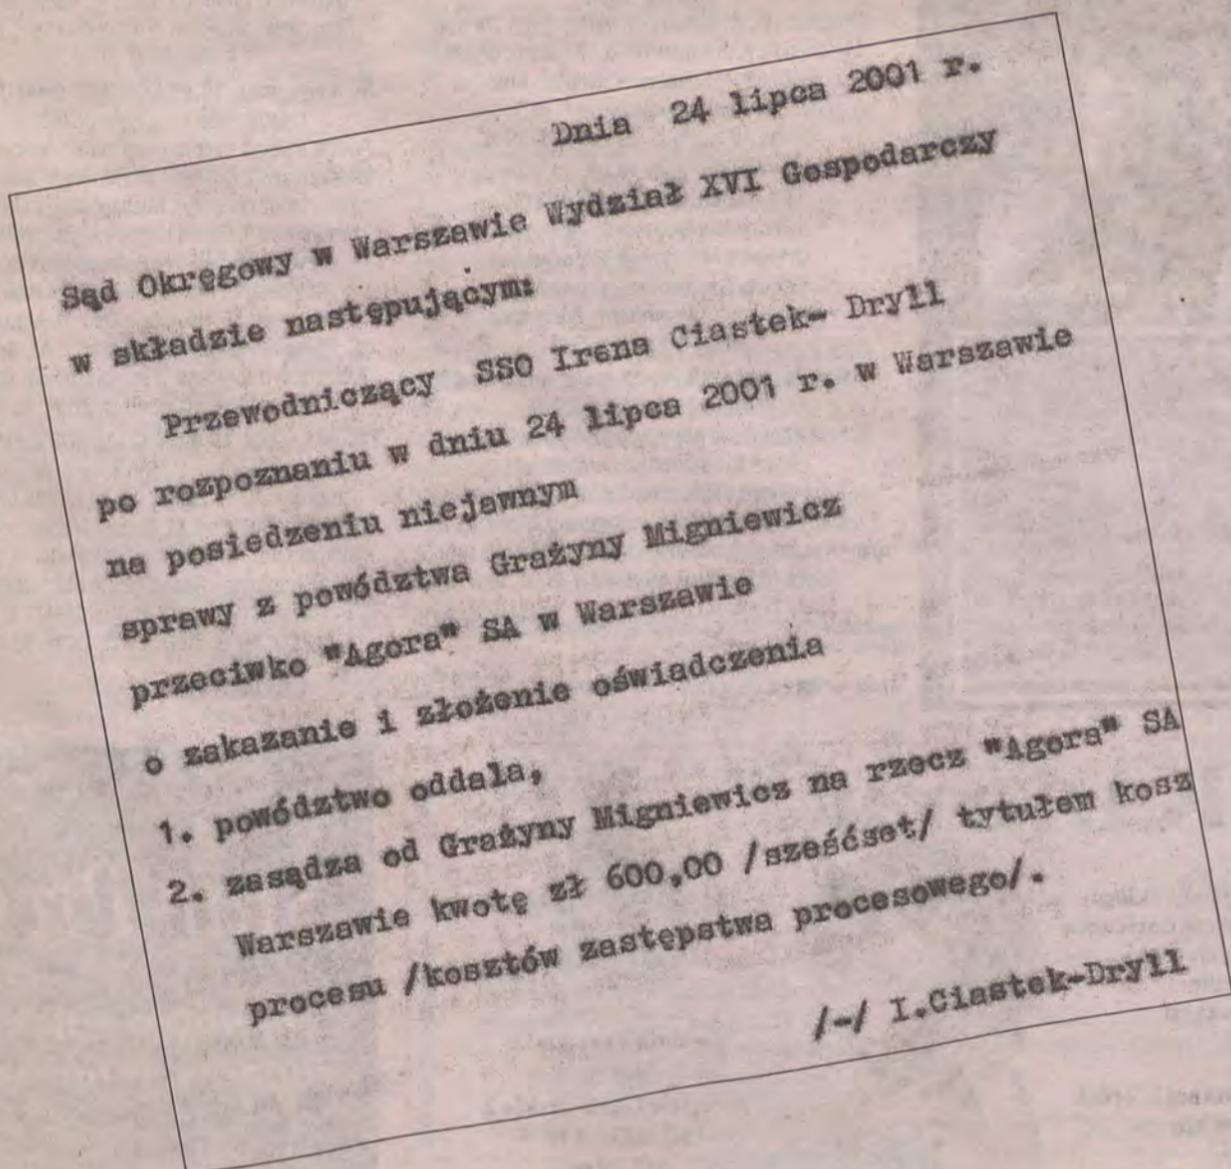 Dnia 24 lipca 2001 r.
Sąd Okręgowy w Warszawie Wydział XVI Gospodarczy
w składzie następującym:
Przewodniczący SSO Irena Ciastek- Dryll
po rozpoznaniu w dniu 24 lipca 2001 r. w Warszawie
na posiedzeniu niejawnym
sprawy z powództwa Grażyny Migniewicz
przeciwko "Agora" SA w Warszawie
o zakazanie i złożenie oświadczenia
1. powództwo oddala,
2. zasądza od Grażyny Migniewicz na rzecz "Agora" SA
Warszawie kwotę zł 600,00 /sześćset/ tytułem kosz
procesu /kosztów zastępstwa procesowego/.
/-/ I.Ciastek-Dryll